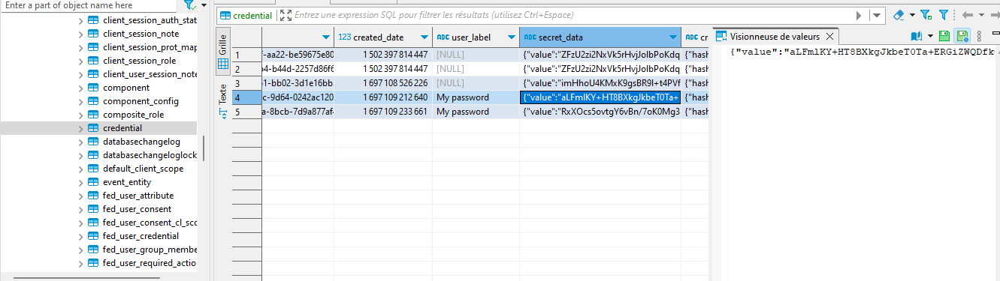 Enter a part of object name here
client_session_auth_stat
client_session_note
client_session_prot_map
client_session_role
client_user_session_note
component
component_config
composite_role
credential
databasechangelog
databasechangeloglock
default_client_scope
event_entity
fed_user_attribute
fed_user_consent
fed_user_consent_cl_sco
fed_user_credential
fed_user_group_membe
fed_user_required_actio
credential Entrez une expression SQL pour filtrer les résultats (utilisez Ctrl+Espace)
Grille
Texte
123 created_date ABC user_label ABC secret_data ABC cr
1 f-aa22-be59675e80 1 502 397 814 447 [NULL] {"value":"ZFzU2zi2NxVk5rHvjJoIbPoKdq {"hash
2 b4-b44d-2257d86f6 1 502 397 814 447 [NULL] {"value":"ZFzU2zi2NxVk5rHvjJoIbPoKdq {"hash
3 b1-bb02-3d1e16bb 1 697 108 526 226 [NULL] {"value":"imHhoU4KMxK9gsBR9I+t4PVf {"hash
4 c-9d64-0242ac120 1 697 109 212 640 My password {"value":"aLFmlKY+HT8BXkgJkbeT0Ta+ {"hash
5 a-8bcb-7d9a877af 1 697 109 233 661 My password {"value":"RxXOcs5ovtgY6vBn/7oK0Mg3 {"hash
Visionneuse de valeurs
{"value":"aLFmlKY+HT8BXkgJkbeT0Ta+ERGiZWQDfk